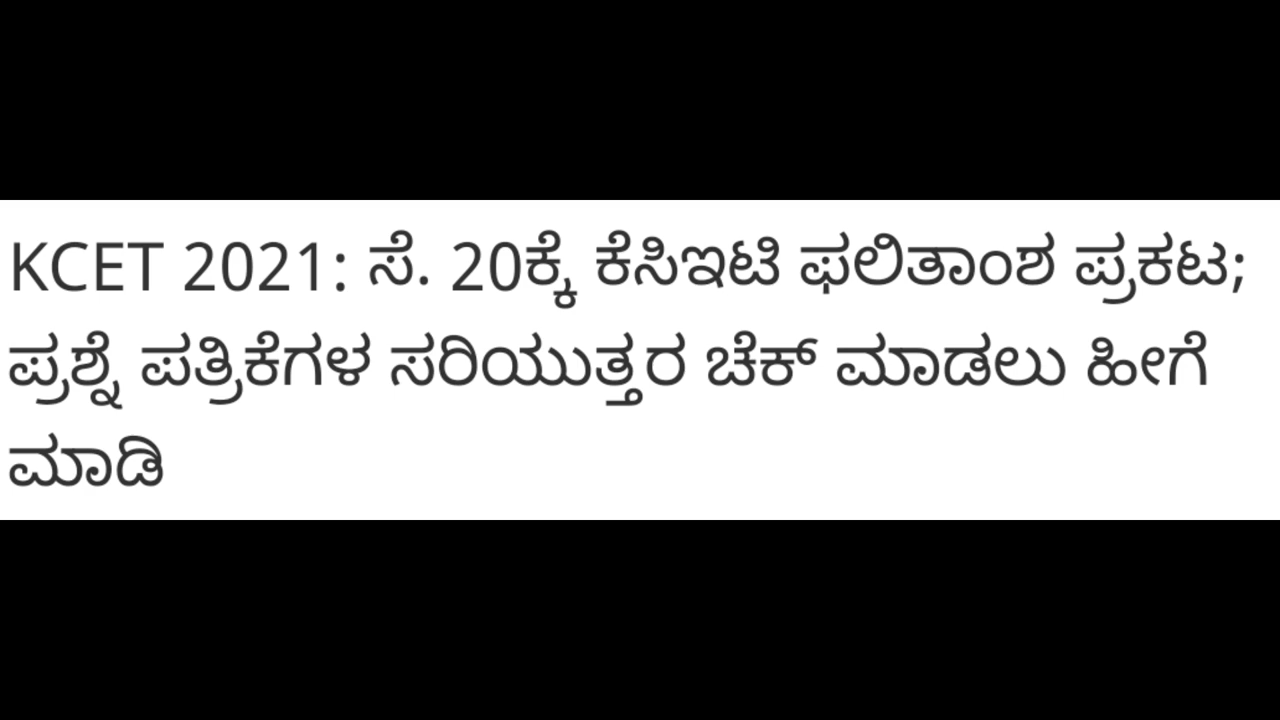 KCET 2021: ಸೆ. 20ಕ್ಕೆ ಕೆಸಿಇಟಿ ಫಲಿತಾಂಶ ಪ್ರಕಟ;
ಪ್ರಶ್ನೆ ಪತ್ರಿಕೆಗಳ ಸರಿಯುತ್ತರ ಚೆಕ್ ಮಾಡಲು ಹೀಗೆ
ಮಾಡಿ